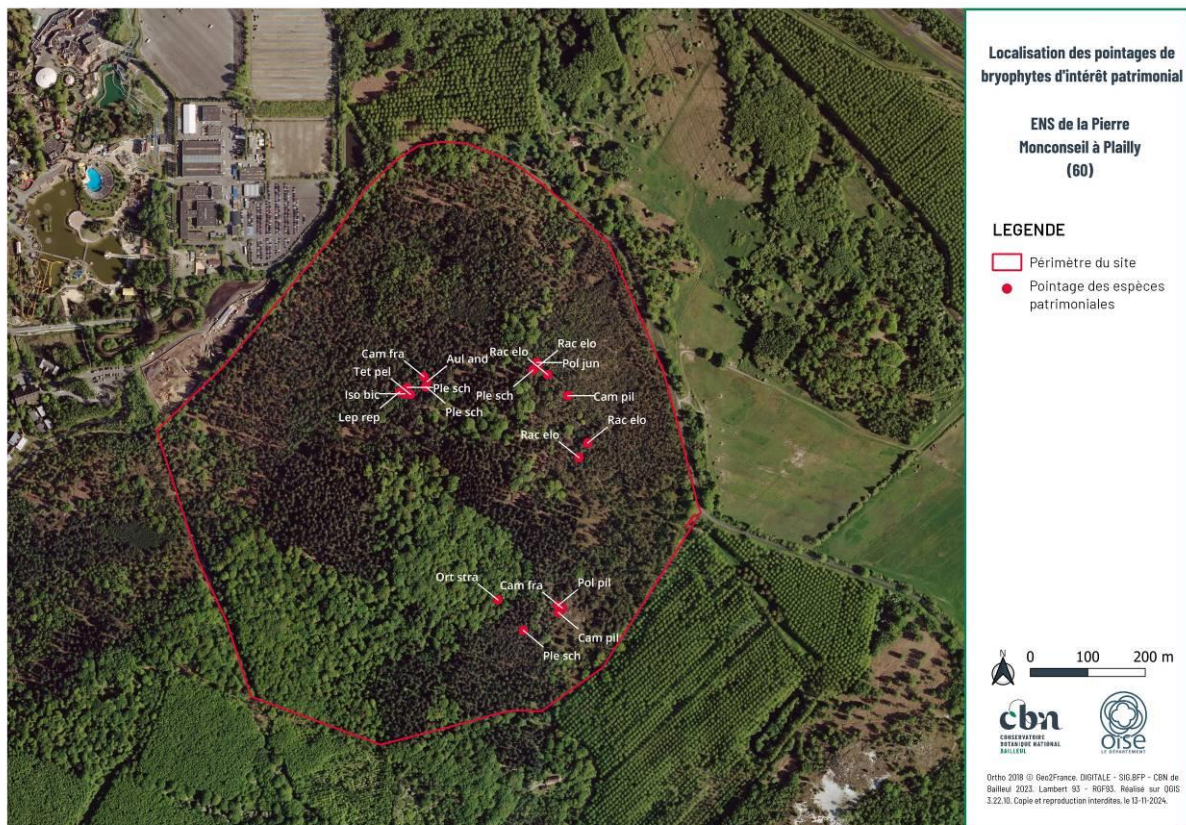 Localisation des pointages de
bryophytes d'intérêt patrimonial
ENS de la Pierre
Monconseil à Plailly
(60)
LEGENDE
Périmètre du site
Pointage des espèces
patrimoniales
Cam fra
Aul and
Tet pel
Ple sch
Iso bic
Ple sch
Lep rep
Rac elo
Rac elo
Pol jun
Ple sch
Cam pil
Rac elo
Rac elo
Ort stra
Cam fra
Pol pil
Cam pil
Ple sch
N
0 100 200 m
cbn
CONSERVATOIRE
BOTANIQUE NATIONAL
BAILLEUL
Oise
LE DÉPARTEMENT
Ortho 2018 © Geo2France. DIGITALE - SIG.BFP - CBN de
Bailleul 2023. Lambert 93 - RGF93. Réalisé sur QGIS
3.22.10. Copie et reproduction interdites, le 13-11-2024.